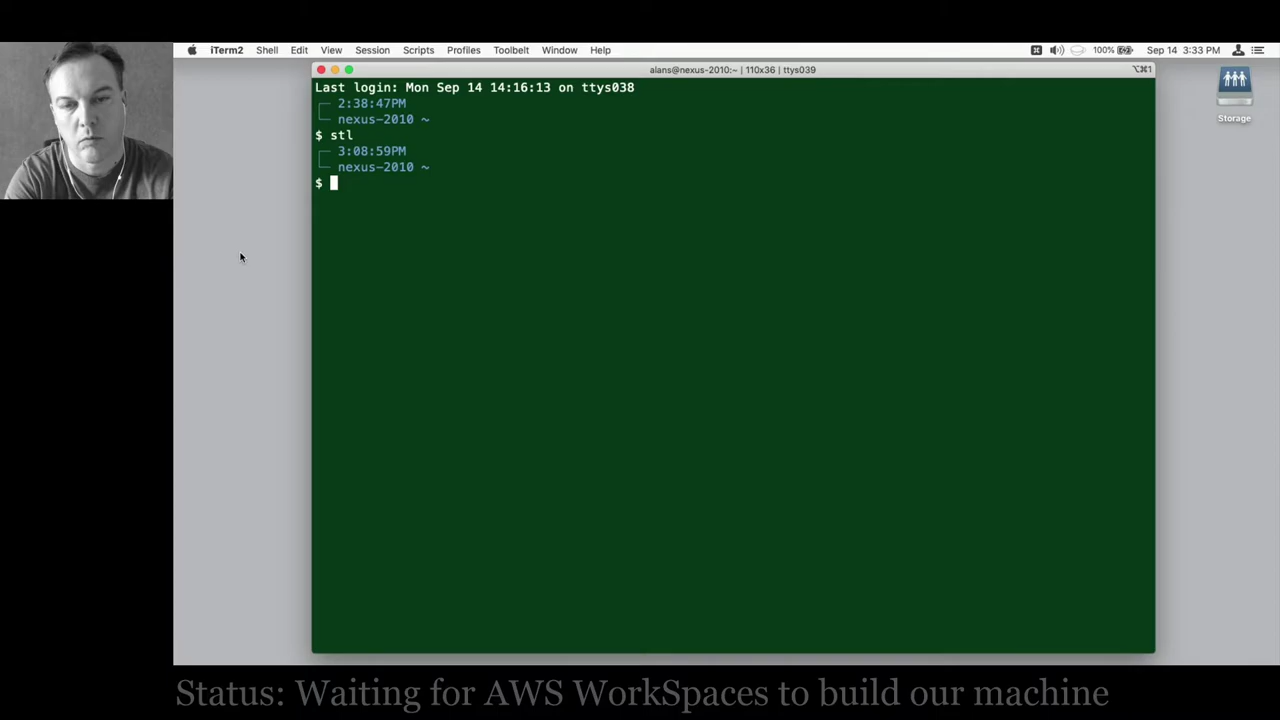 iTerm2 Shell Edit View Session Scripts Profiles Toolbelt Window Help 100% Sep 14 3:33 PM
alans@nexus-2010:~ | 110x36 | ttys039 ⌥⌘1
Last login: Mon Sep 14 14:16:13 on ttys038
2:38:47PM
nexus-2010 ~
$ stl
3:08:59PM
nexus-2010 ~
$
Storage
Status: Waiting for AWS WorkSpaces to build our machine